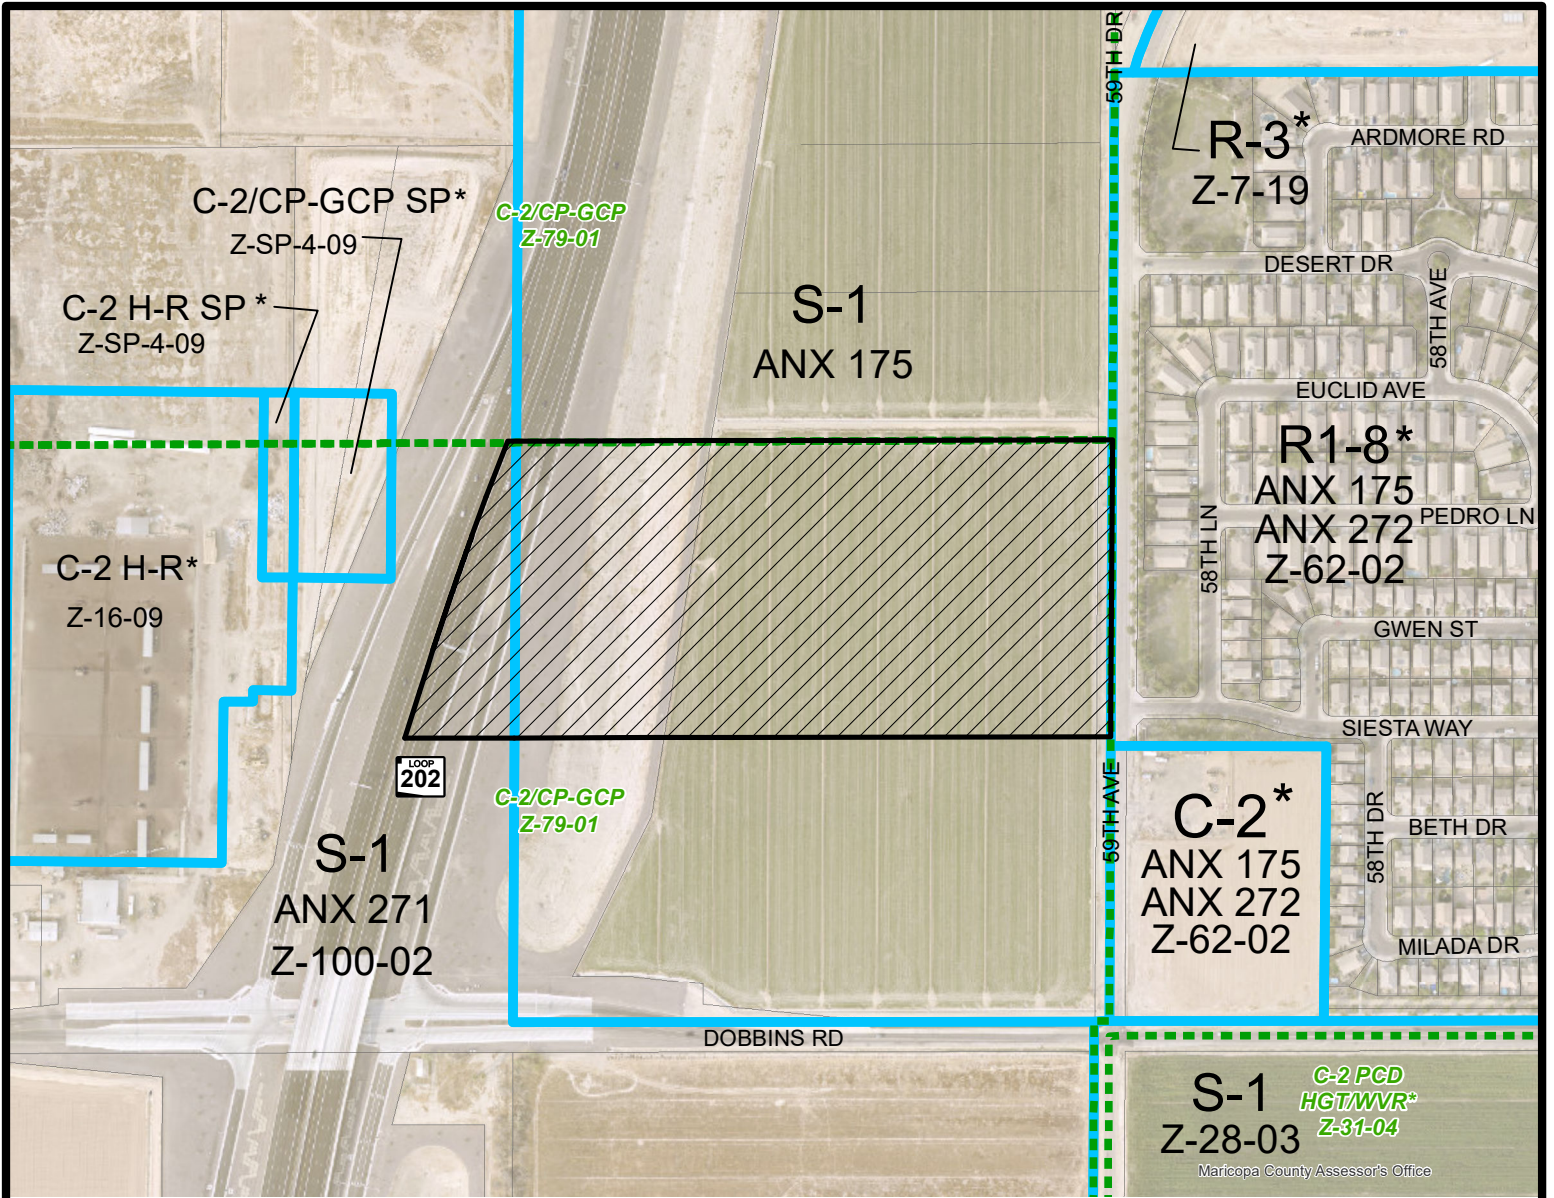 59TH DR
R-3*
Z-7-19
ARDMORE RD
C-2/CP-GCP SP*
Z-SP-4-09
C-2/CP-GCP
Z-79-01
C-2 H-R SP *
Z-SP-4-09
S-1
ANX 175
DESERT DR
58TH AVE
EUCLID AVE
R1-8*
ANX 175
ANX 272
Z-62-02
PEDRO LN
58TH LN
C-2 H-R*
Z-16-09
GWEN ST
SIESTA WAY
LOOP
202
C-2/CP-GCP
Z-79-01
59TH AVE
C-2*
ANX 175
ANX 272
Z-62-02
58TH DR
BETH DR
MILADA DR
S-1
ANX 271
Z-100-02
DOBBINS RD
S-1
Z-28-03
C-2 PCD
HGT/WVR*
Z-31-04
Maricopa County Assessor's Office